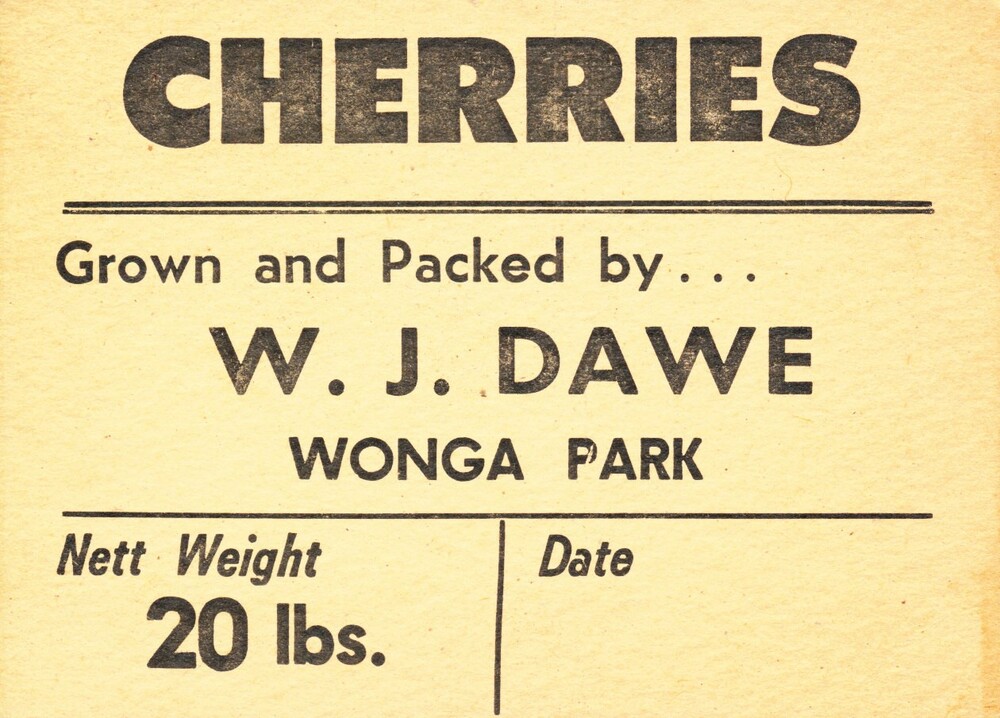 CHERRIES
Grown and Packed by...
W. J. DAWE
WONGA PARK
Nett Weight
20 lbs.
Date